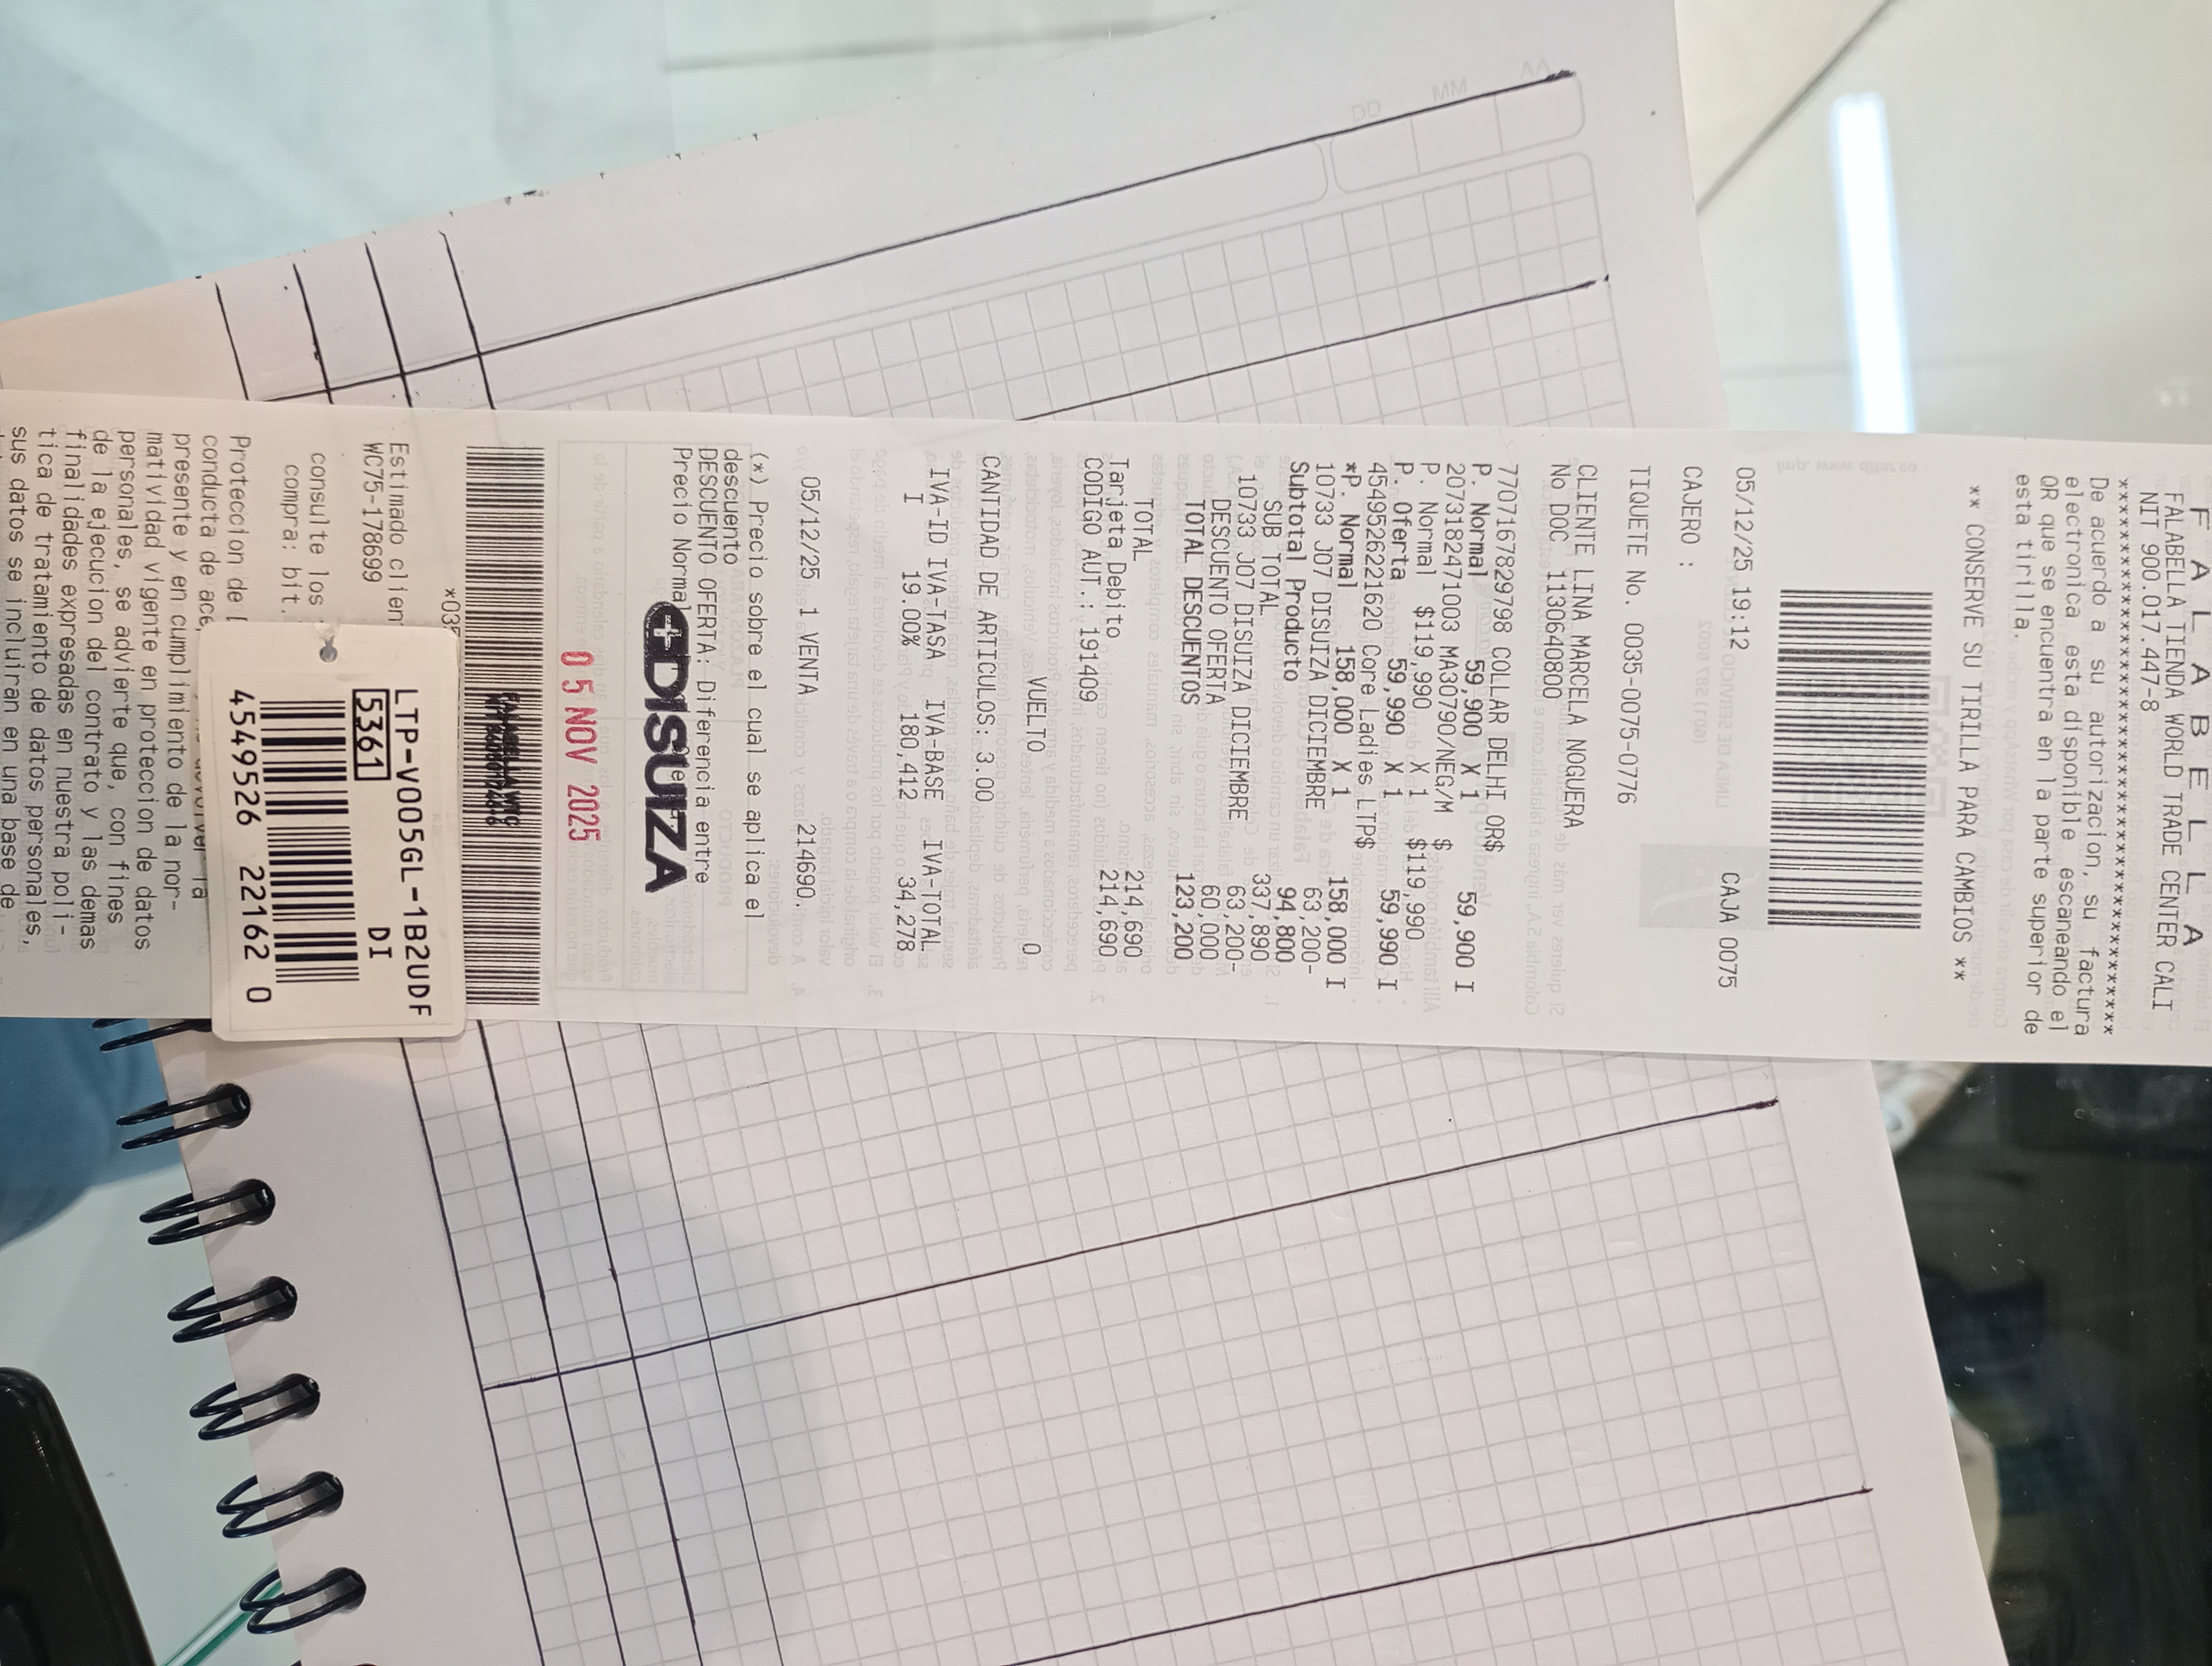 F A L A B E L L A
FALABELLA TIENDA WORLD TRADE CENTER CALI
NIT 900.017.447-8
****************************************
De acuerdo a su autorizacion, su factura
electronica esta disponible escaneando el
QR que se encuentra en la parte superior de
esta tirilla.
** CONSERVE SU TIRILLA PARA CAMBIOS **
05/12/25 19:12 CAJA 0075
CAJERO :
TIQUETE No. 0035-0075-0776
CLIENTE LINA MARCELA NOGUERA
No DOC 1130640800
7707167829798 COLLAR DELHI OR$ 59,900 I
P. Normal 59,900 X 1
2073182471003 MA30790/NEG/M $
P. Normal $119,990 X 1 $119,990
P. Oferta 59,990 X 1 59,990 I
4549526221620 Core Ladies LTP$
*P. Normal 158,000 X 1 158,000 I
10733 JO7 DISUIZA DICIEMBRE 63,200-
Subtotal Producto 94,800
SUB TOTAL 337,890
10733 JO7 DISUIZA DICIEMBRE 63,200-
DESCUENTO OFERTA 60,000
TOTAL DESCUENTOS 123,200
TOTAL 214,690
Tarjeta Debito 214,690
CODIGO AUT.: 191409
VUELTO 0
CANTIDAD DE ARTICULOS: 3.00
IVA-ID IVA-TASA IVA-BASE IVA-TOTAL
I 19.00% 180,412 34,278
05/12/25 1 VENTA 214690.
(*) Precio sobre el cual se aplica el
descuento
DESCUENTO OFERTA: Diferencia entre
Precio Normal
+DISUIZA
05 NOV 2025
FALABELLA WTC
*035
Estimado clien
WC75-178699
consulte los
compra: bit.
Proteccion de
conducta de
presente y en cumplimiento de la nor-
matividad vigente en proteccion de datos
personales, se advierte que, con fines
de la ejecucion del contrato y las demas
finalidades expresadas en nuestra poli-
tica de tratamiento de datos personales,
sus datos se incluiran en una base de
LTP-V005GL-1B2UDF
5361 DI
4549526 22162 0
DD MM AA